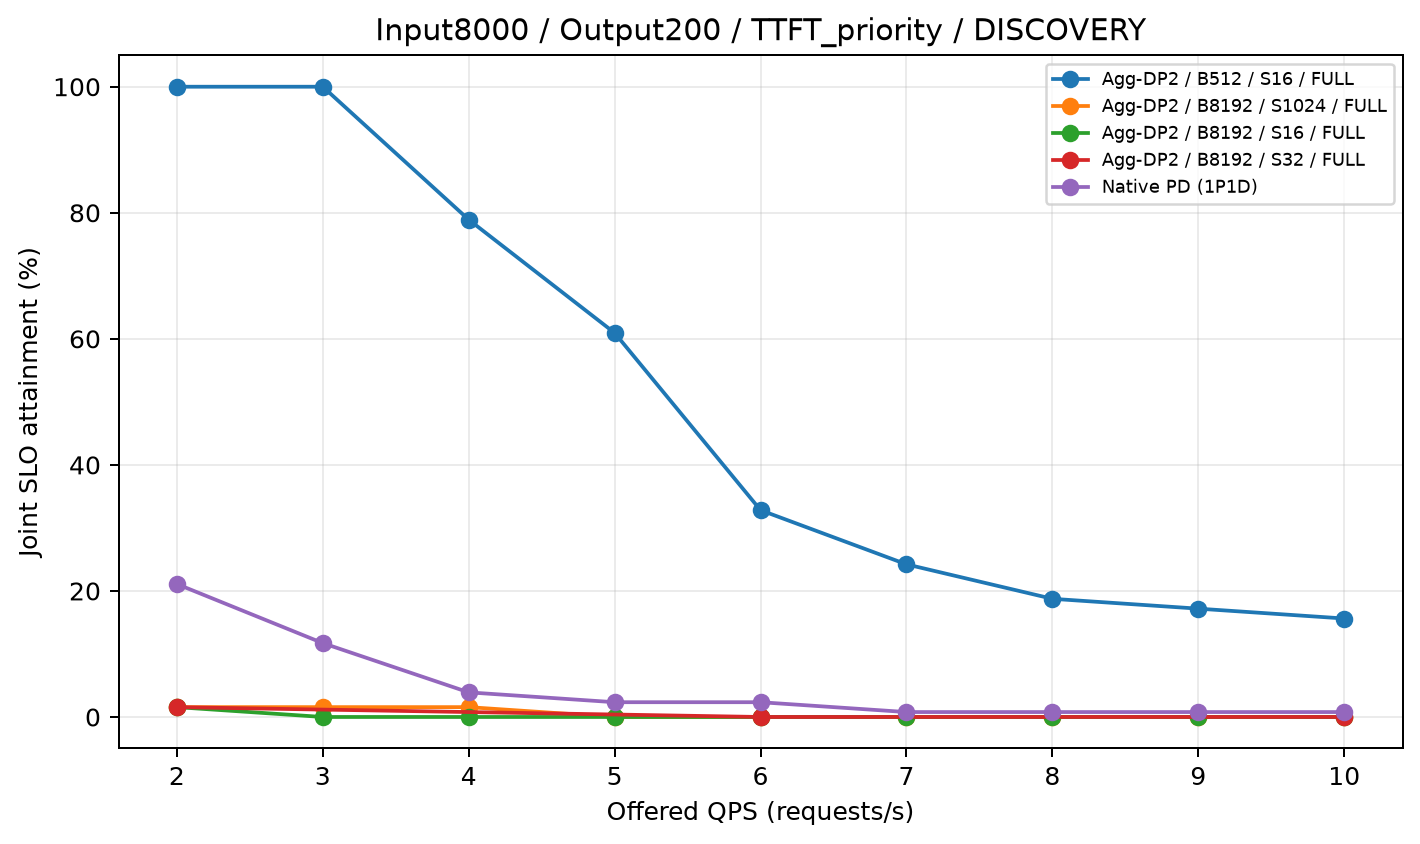 Input8000 / Output200 / TTFT_priority / DISCOVERY
Agg-DP2 / B512 / S16 / FULL
Agg-DP2 / B8192 / S1024 / FULL
Agg-DP2 / B8192 / S16 / FULL
Agg-DP2 / B8192 / S32 / FULL
Native PD (1P1D)
Joint SLO attainment (%)
100
80
60
40
20
0
2 3 4 5 6 7 8 9 10
Offered QPS (requests/s)